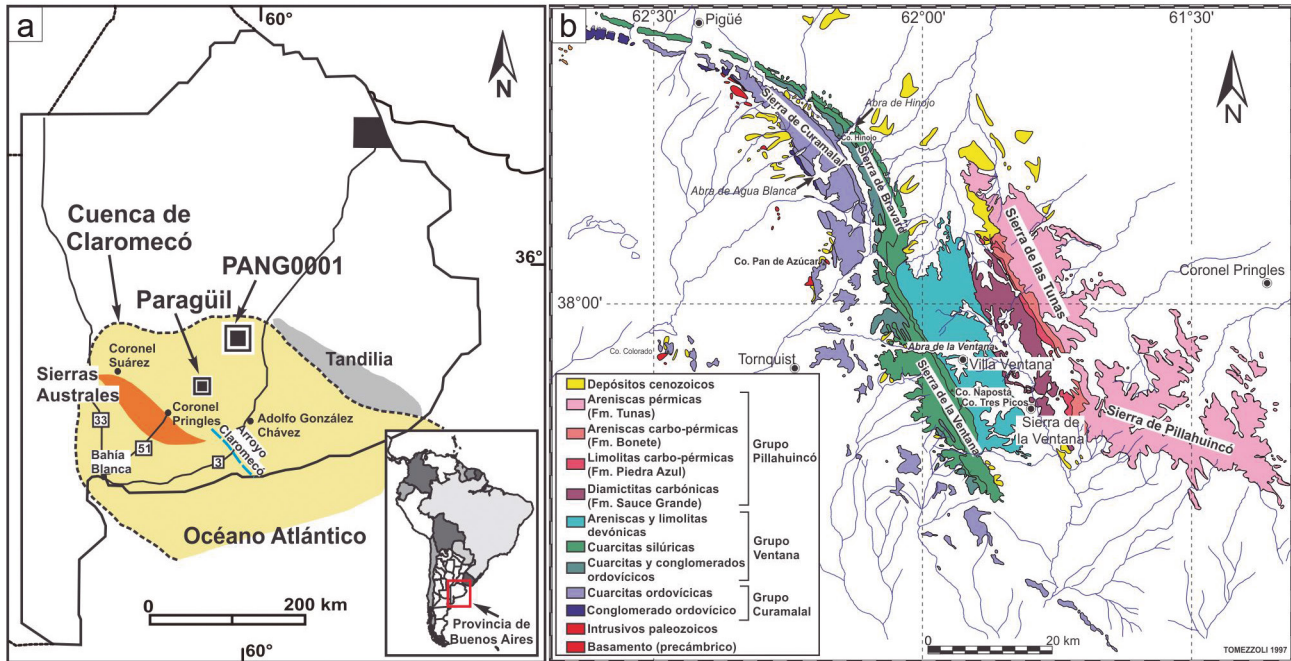 a
60°
N
Cuenca de
Claromecó
PANG0001
Paragüil
36°
Coronel
Suárez
Tandilia
Sierras
Australes
Coronel
Pringles
Adolfo González
Chávez
33
51
Bahía
Blanca
3
Arroyo
Claromecó
Océano Atlántico
0 200 km
Provincia de
Buenos Aires
60°
b
62°30'
62°00'
61°30'
Pigüé
N
Abra de Hinojo
Sierra de Curamalal
Co. Hinojo
Sierra de Bravard
Abra de Agua Blanca
Sierra de las Tunas
Co. Pan de Azúcar
Coronel Pringles
38°00'
Abra de la Ventana
Co. Colorado
Tornquist
Villa Ventana
Sierra de la Ventana
Co. Naposta
Co. Tres Picos
Sierra de
la Ventana
Sierra de Pillahuincó
Depósitos cenozoicos
Areniscas pérmicas
(Fm. Tunas)
Areniscas carbo-pérmicas
(Fm. Bonete)
Limolitas carbo-pérmicas
(Fm. Piedra Azul)
Diamictitas carbónicas
(Fm. Sauce Grande)
Grupo
Pillahuincó
Areniscas y limolitas
devónicas
Cuarcitas silúricas
Cuarcitas y conglomerados
ordovícicos
Grupo
Ventana
Cuarcitas ordovícicas
Conglomerado ordovícico
Grupo
Curamalal
Intrusivos paleozoicos
Basamento (precámbrico)
0 20 km
TOMEZZOLI 1997